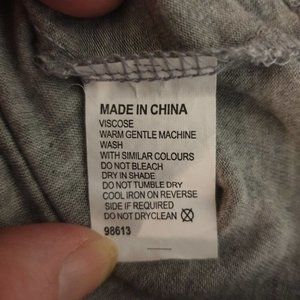 MADE IN CHINA
VISCOSE
WARM GENTLE MACHINE
WASH
WITH SIMILAR COLOURS
DO NOT BLEACH
DRY IN SHADE
DO NOT TUMBLE DRY
COOL IRON ON REVERSE
SIDE IF REQUIRED
DO NOT DRYCLEAN
98613